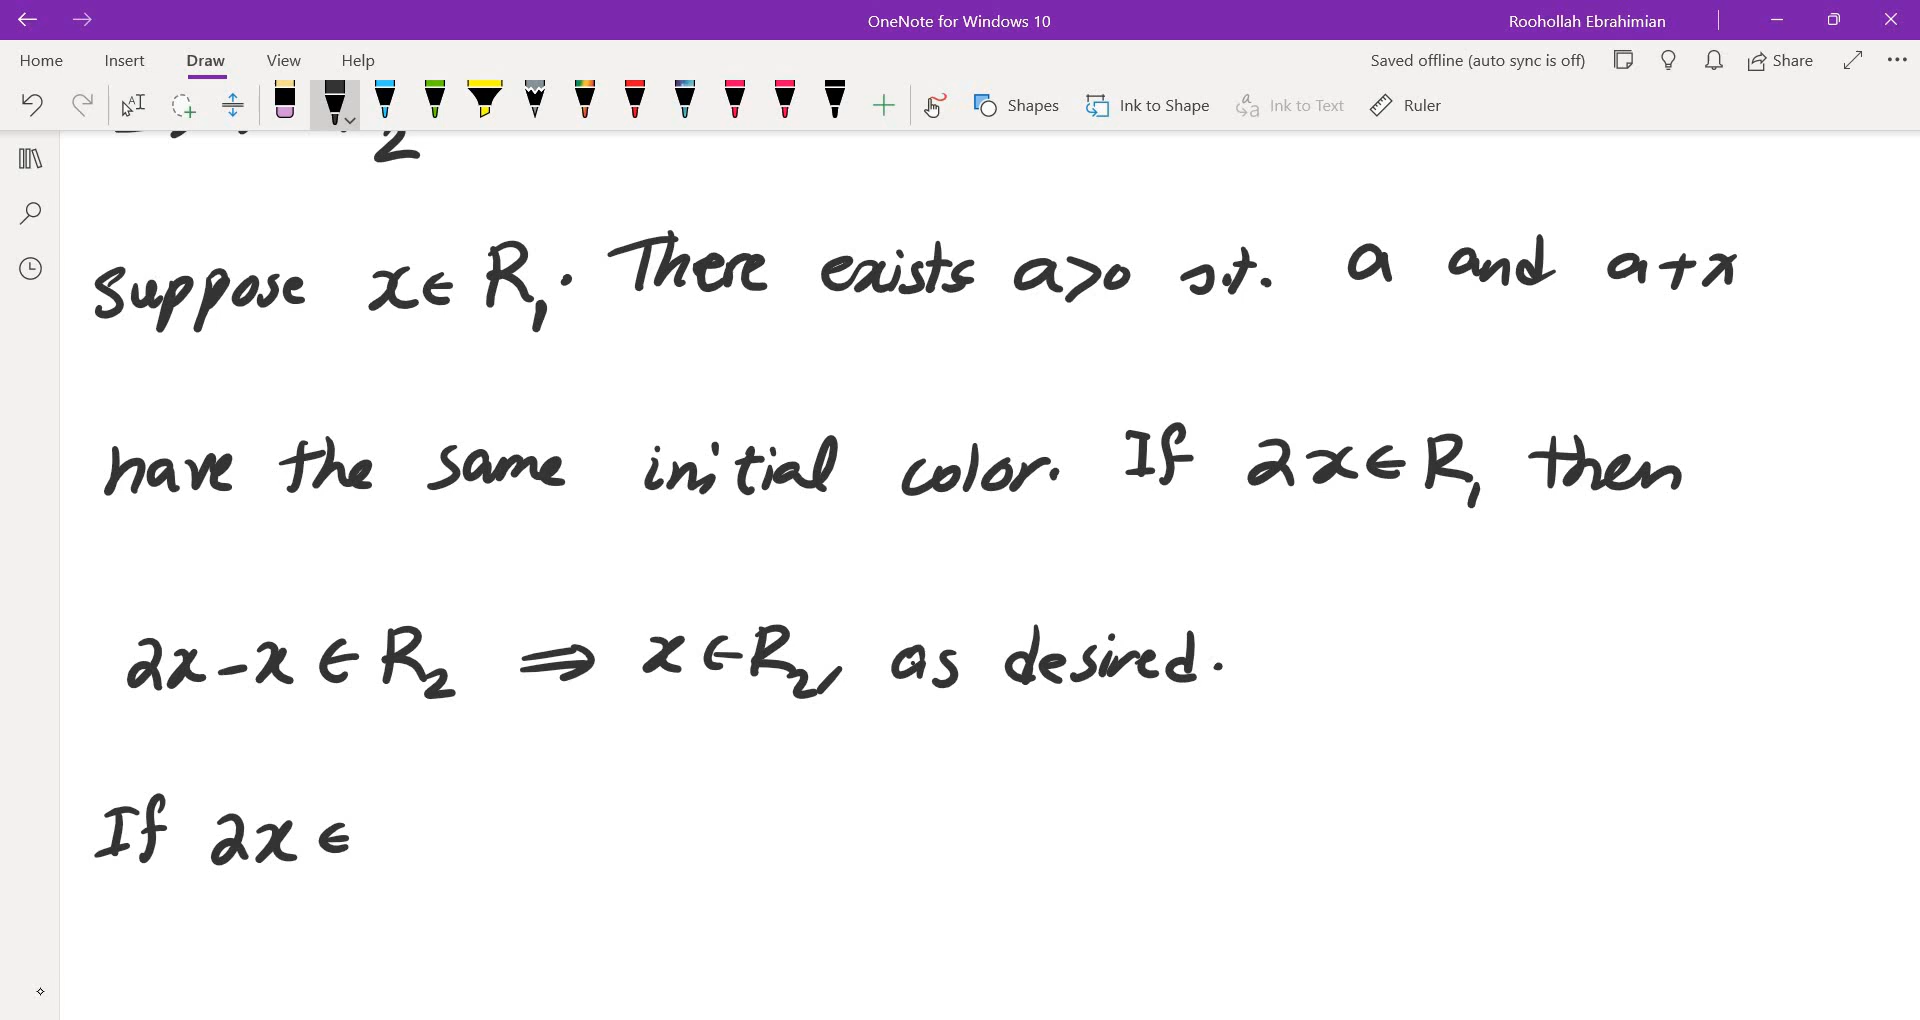 OneNote for Windows 10
Roohollah Ebrahimian
Home Insert Draw View Help
Saved offline (auto sync is off) Share
Shapes Ink to Shape Ink to Text Ruler
2
Suppose x ∈ R₁. There exists a>0 s.t. a and a+x
have the same initial color. If 2x ∈ R₁ then
2x-x ∈ R₂ ⟹ x ∈ R₂, as desired.
If 2x ∈